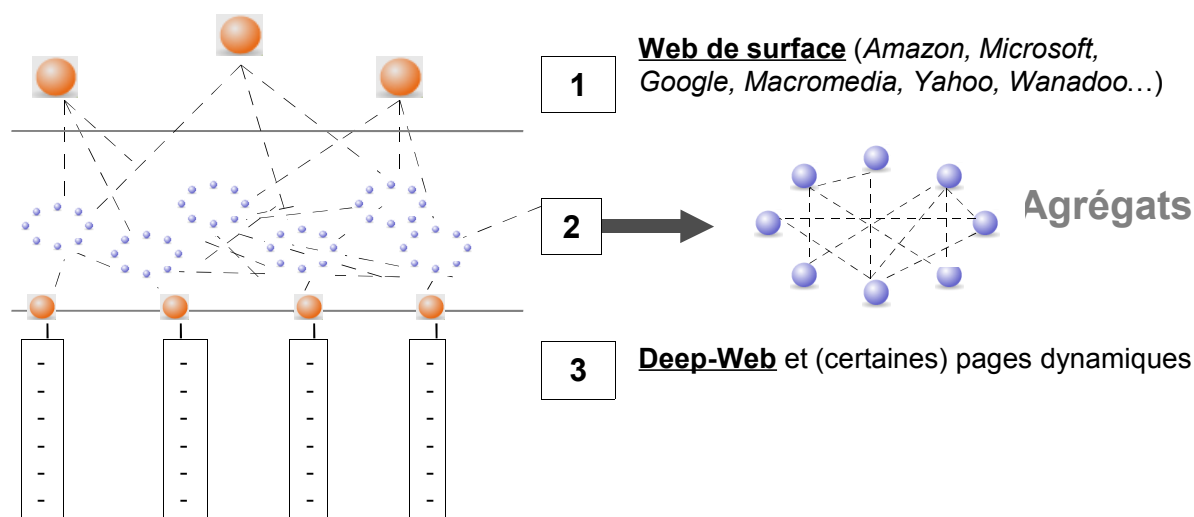 1
Web de surface (Amazon, Microsoft,
Google, Macromedia, Yahoo, Wanadoo…)
2
Agrégats
3
Deep-Web et (certaines) pages dynamiques
- - - -
- - - -
- - - -
- - - -
- - - -
- - - -